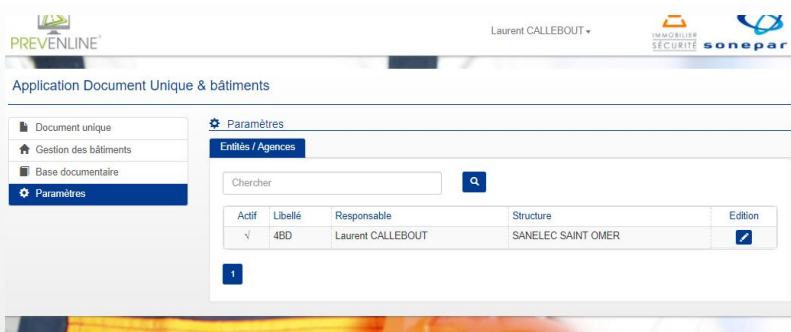 PREVENLINE®
Laurent CALLEBOUT
IMMOBILIER
SÉCURITÉ
sonepar
Application Document Unique & bâtiments
Document unique
Gestion des bâtiments
Base documentaire
Paramètres
Paramètres
Entités / Agences
Chercher
Actif Libellé Responsable Structure Edition
√ 4BD Laurent CALLEBOUT SANELEC SAINT OMER
1